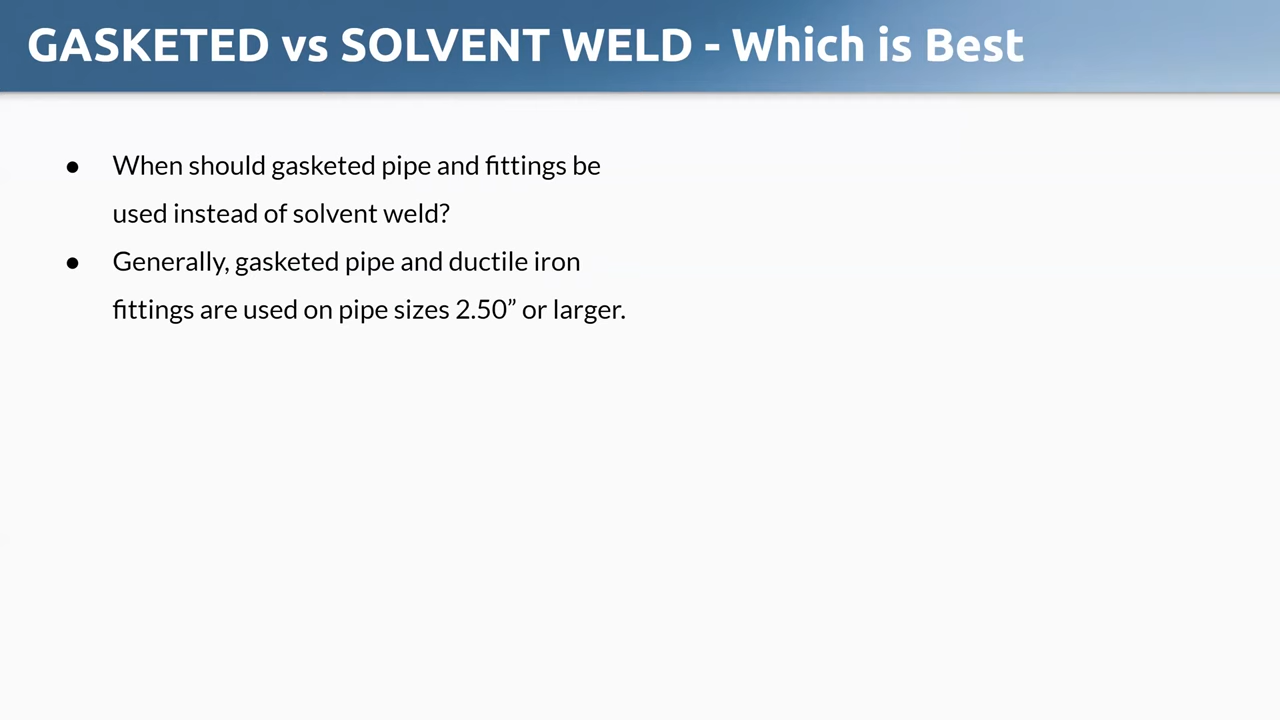 GASKETED vs SOLVENT WELD - Which is Best
● When should gasketed pipe and fittings be
used instead of solvent weld?
● Generally, gasketed pipe and ductile iron
fittings are used on pipe sizes 2.50” or larger.